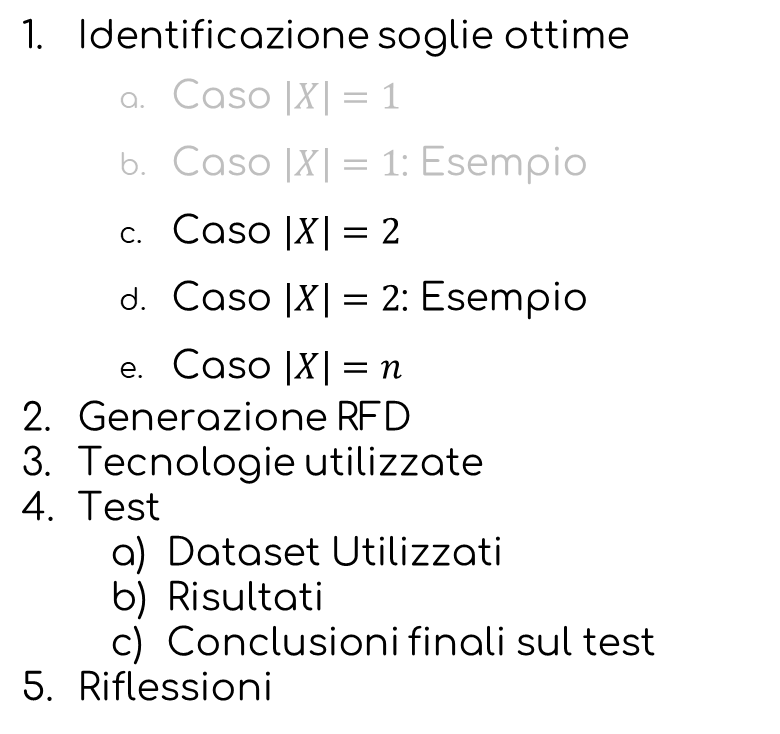 1. Identificazione soglie ottime
a. Caso |X| = 1
b. Caso |X| = 1: Esempio
c. Caso |X| = 2
d. Caso |X| = 2: Esempio
e. Caso |X| = n
2. Generazione RFD
3. Tecnologie utilizzate
4. Test
a) Dataset Utilizzati
b) Risultati
c) Conclusioni finali sul test
5. Riflessioni